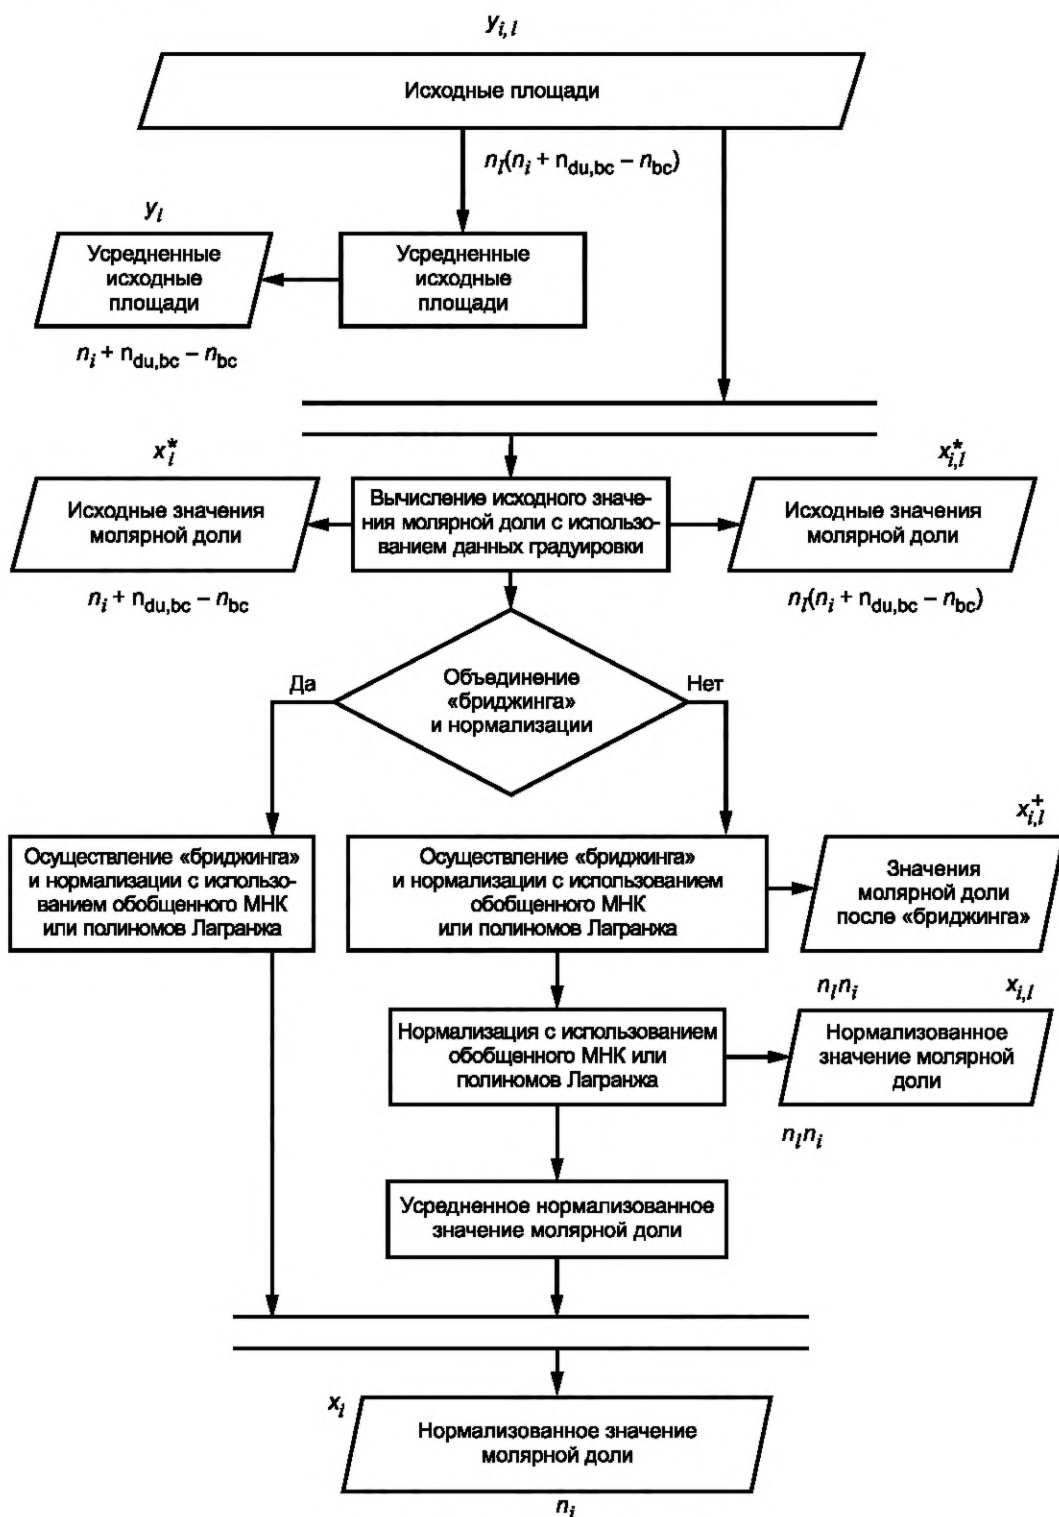 y_{i,l}
Исходные площади
n_l(n_i + n_{du,bc} – n_{bc})
y_i
Усредненные
исходные
площади
Усредненные
исходные
площади
n_i + n_{du,bc} – n_{bc}
x_i^*
x_{i,l}^*
Исходные значения
молярной доли
Вычисление исходного значе-
ния молярной доли с использо-
ванием данных градуировки
Исходные значения
молярной доли
n_i + n_{du,bc} – n_{bc}
n_l(n_i + n_{du,bc} – n_{bc})
Да
Объединение
«бриджинга»
и нормализации
Нет
x_{i,l}^+
Осуществление «бриджинга»
и нормализации с использо-
ванием обобщенного МНК
или полиномов Лагранжа
Осуществление «бриджинга»
и нормализации с использованием
обобщенного МНК
или полиномов Лагранжа
Значения
молярной доли
после «бриджинга»
n_l n_i
x_{i,l}
Нормализация с использованием
обобщенного МНК или
полиномов Лагранжа
Нормализованное
значение молярной
доли
n_l n_i
Усредненное нормализованное
значение молярной доли
x_i
Нормализованное значение
молярной доли
n_i